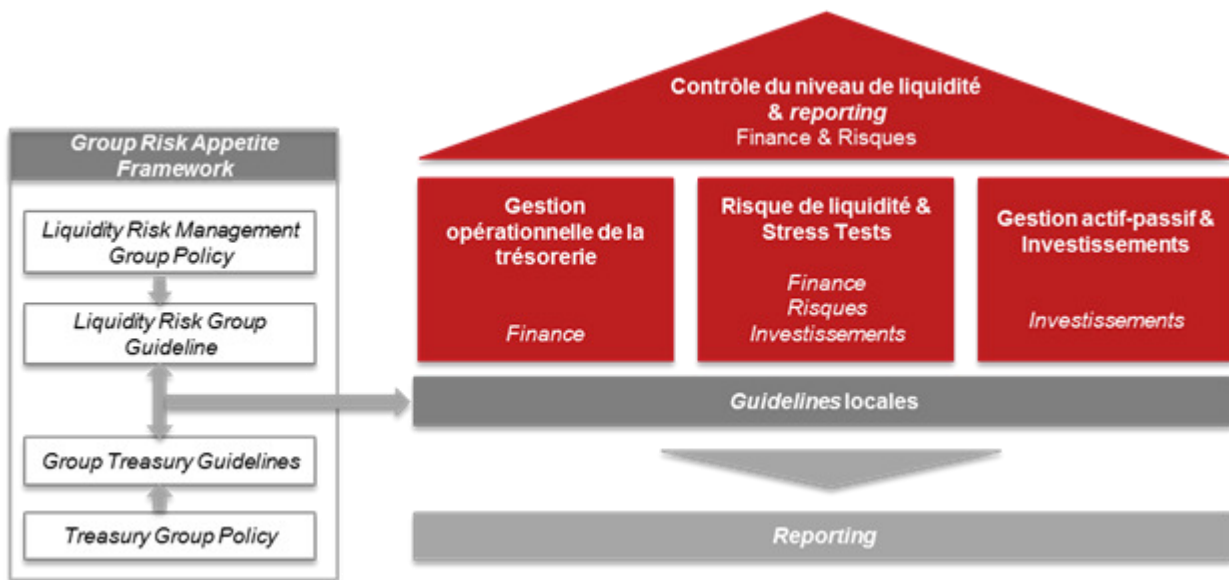 Group Risk Appetite
Framework
Liquidity Risk Management
Group Policy
Liquidity Risk Group
Guideline
Group Treasury Guidelines
Treasury Group Policy
Contrôle du niveau de liquidité
& reporting
Finance & Risques
Gestion
opérationnelle de la
trésorerie
Finance
Risque de liquidité &
Stress Tests
Finance
Risques
Investissements
Gestion actif-passif &
Investissements
Investissements
Guidelines locales
Reporting